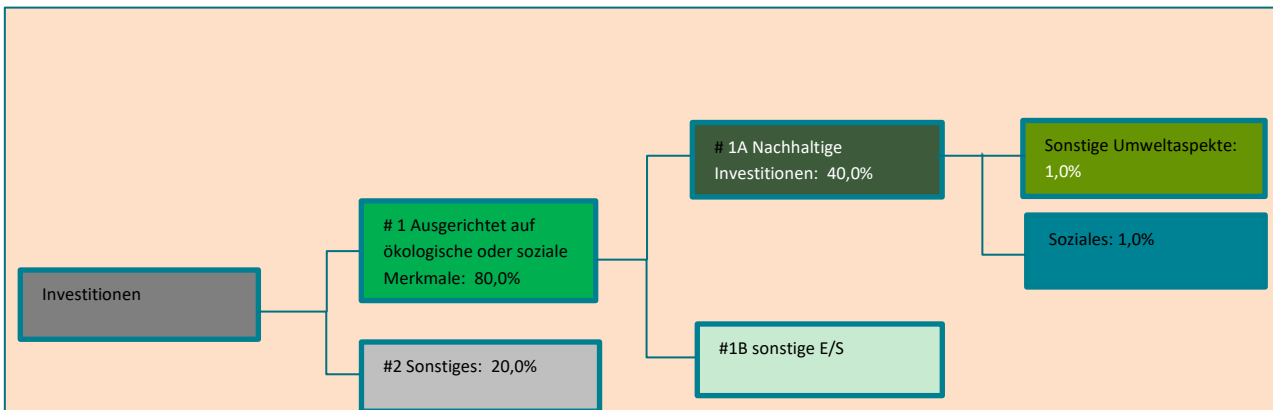 Investitionen
# 1 Ausgerichtet auf
ökologische oder soziale
Merkmale: 80,0%
#2 Sonstiges: 20,0%
# 1A Nachhaltige
Investitionen: 40,0%
#1B sonstige E/S
Sonstige Umweltaspekte:
1,0%
Soziales: 1,0%